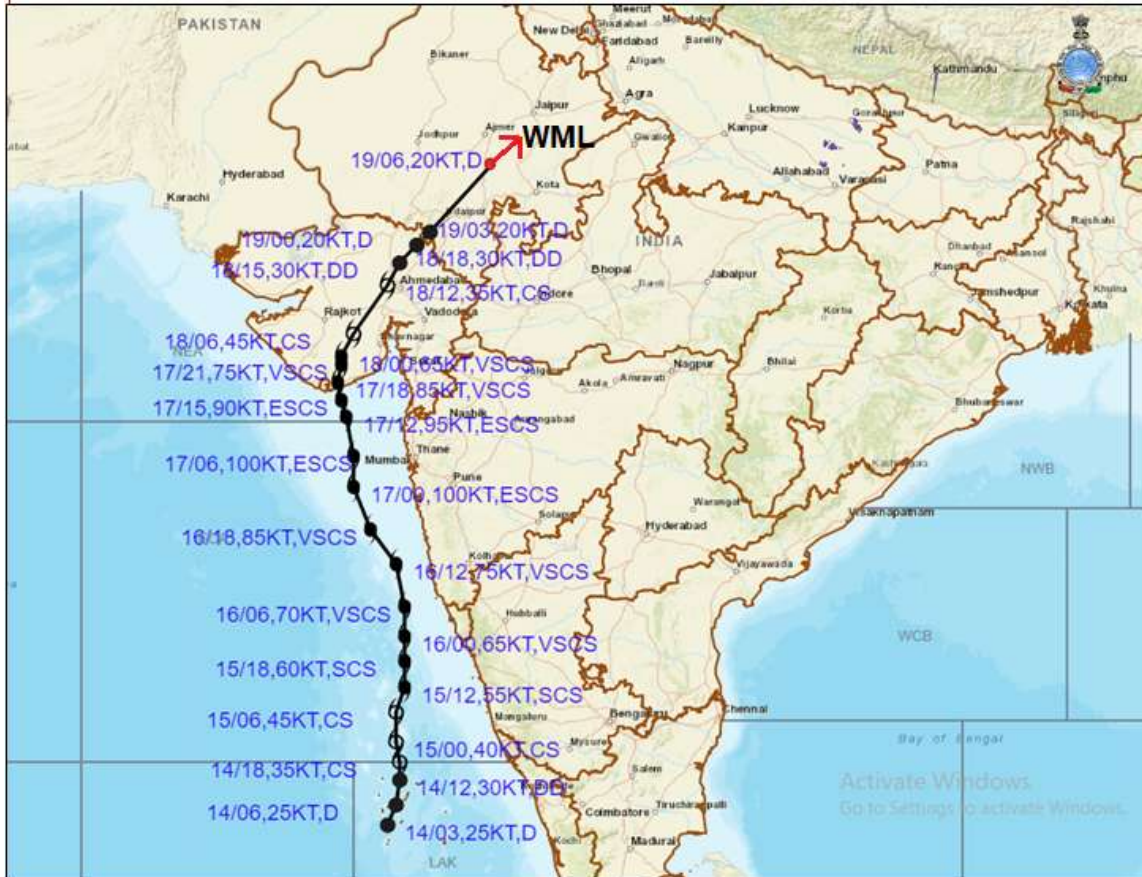 PAKISTAN
Meerut
Moradabad
New Delhi
Ghaziabad
Faridabad
Bareilly
NEPAL
Bikaner
Aligarh
Kathmandu
Agra
Jaipur
Lucknow
Gorakhpur
Siliguri
Jodhpur
Ajmer
WML
Gwalior
Kanpur
19/06,20KT,D
Patna
Hyderabad
Kota
Allahabad
Varanasi
Karachi
Rajshahi
19/00,20KT,D
19/03,20KT,D
INDIA
Dhanbad
Asansol
18/15,30KT,DD
18/18,30KT,DD
Bhopal
Jabalpur
Ahmedabad
18/12,35KT,CS
Jamshedpur
Khulna
Rajkot
Vadodara
Kolkata
Korba
18/06,45KT,CS
NEA
18/00,65KT,VSCS
Nagpur
Bhilai
17/21,75KT,VSCS
17/18,85KT,VSCS
Akola
Amravati
17/15,90KT,ESCS
Nashik
Aurangabad
Bhubaneswar
17/12,95KT,ESCS
17/06,100KT,ESCS
Mumbai
Thane
NWB
Pune
17/00,100KT,ESCS
Warangal
Solapur
Visakhapatnam
16/18,85KT,VSCS
Hyderabad
16/12,75KT,VSCS
Vijayawada
16/06,70KT,VSCS
Hubballi
16/00,65KT,VSCS
WCB
15/18,60KT,SCS
15/12,55KT,SCS
15/06,45KT,CS
Mangaluru
Bengaluru
Chennai
15/00,40KT,CS
Mysuru
Bay of Bengal
14/18,35KT,CS
14/12,30KT,DD
Salem
Activate Windows
14/06,25KT,D
Coimbatore
Tiruchirappalli
Go to Settings to activate Windows.
14/03,25KT,D
Kochi
Madurai
LAK